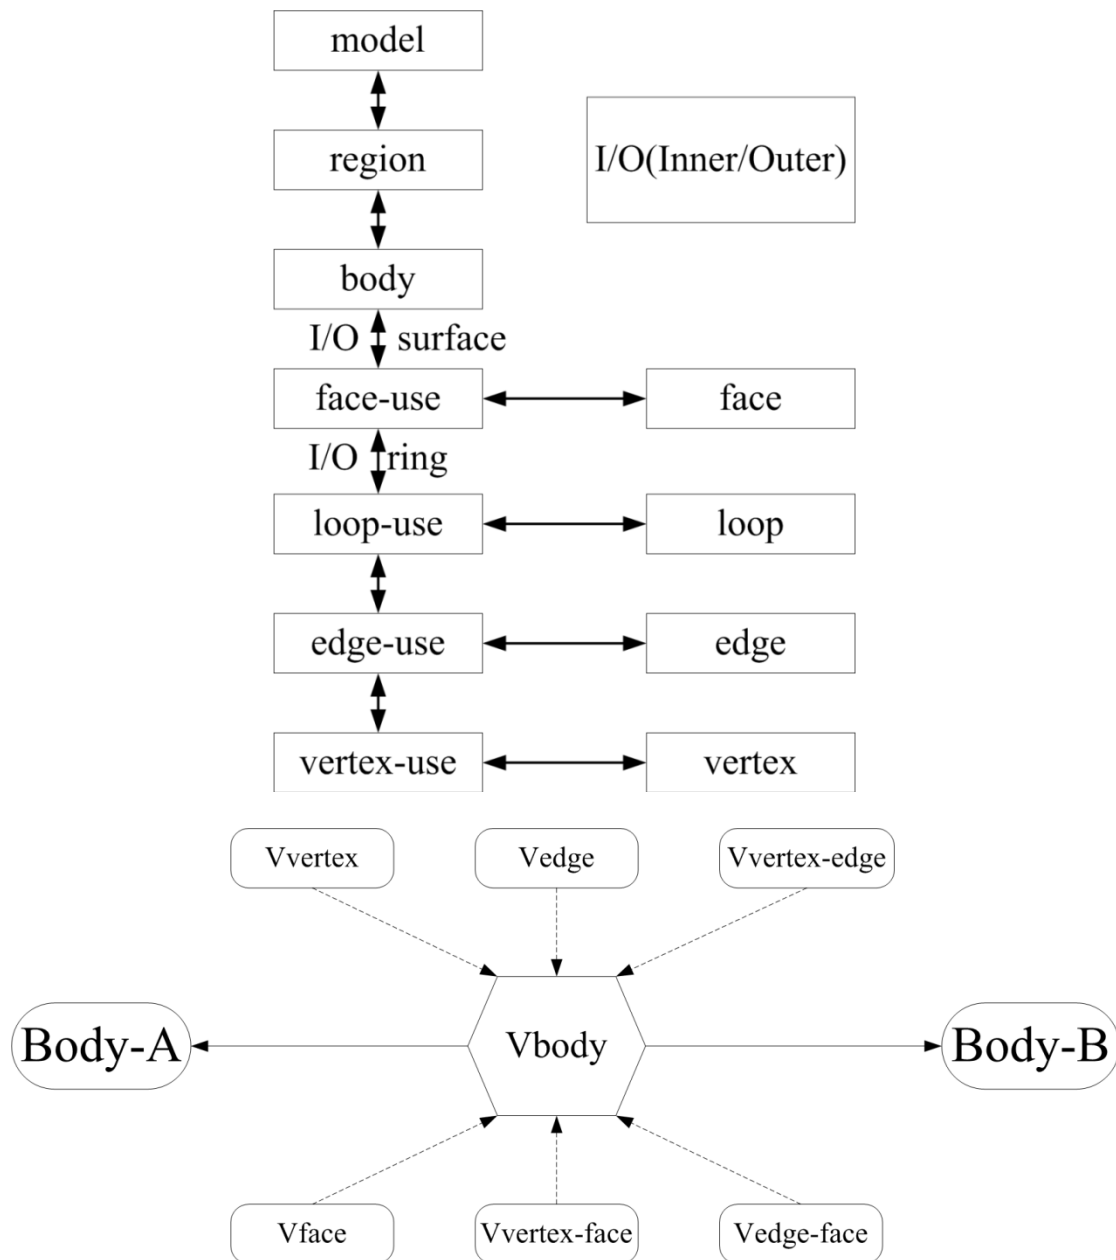 model
region
I/O(Inner/Outer)
body
I/O surface
face-use
face
I/O ring
loop-use
loop
edge-use
edge
vertex-use
vertex
Vvertex
Vedge
Vvertex-edge
Body-A
Vbody
Body-B
Vface
Vvertex-face
Vedge-face